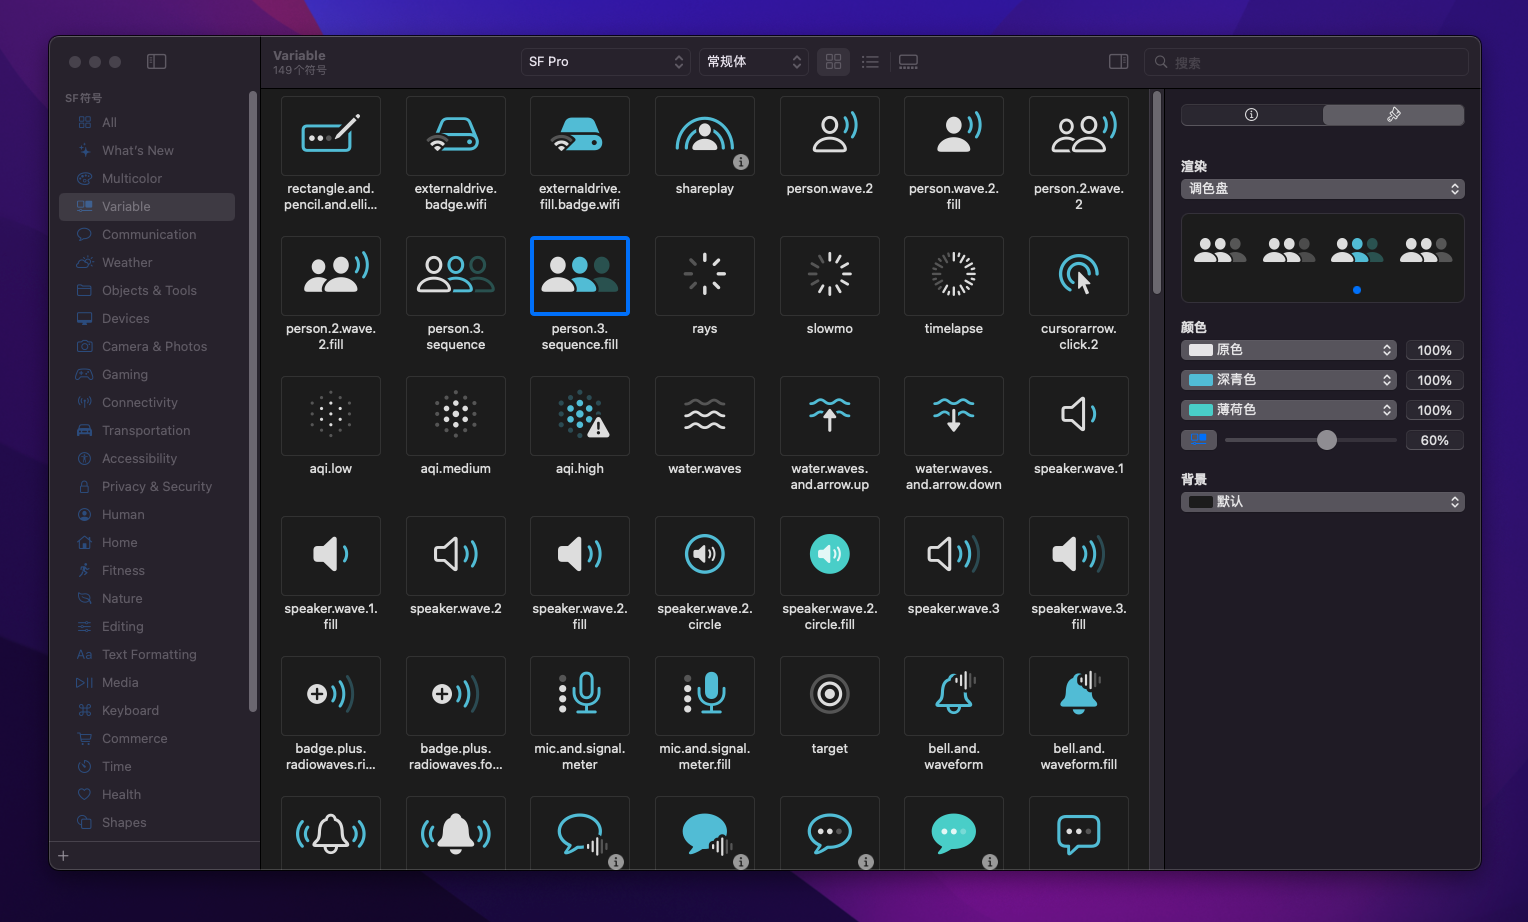 Variable
149个符号
SF Pro
常规体
搜索
SF符号
All
What's New
Multicolor
Variable
Communication
Weather
Objects & Tools
Devices
Camera & Photos
Gaming
Connectivity
Transportation
Accessibility
Privacy & Security
Human
Home
Fitness
Nature
Editing
Aa Text Formatting
Media
Keyboard
Commerce
Time
Health
Shapes
rectangle.and.
pencil.and.elli...
externaldrive.
badge.wifi
externaldrive.
fill.badge.wifi
shareplay
person.wave.2
person.wave.2.
fill
person.2.wave.
2
person.2.wave.
2.fill
person.3.
sequence
person.3.
sequence.fill
rays
slowmo
timelapse
cursorarrow.
click.2
aqi.low
aqi.medium
aqi.high
water.waves
water.waves.
and.arrow.up
water.waves.
and.arrow.down
speaker.wave.1
speaker.wave.1.
fill
speaker.wave.2
speaker.wave.2.
fill
speaker.wave.2.
circle
speaker.wave.2.
circle.fill
speaker.wave.3
speaker.wave.3.
fill
badge.plus.
radiowaves.ri...
badge.plus.
radiowaves.fo...
mic.and.signal.
meter
mic.and.signal.
meter.fill
target
bell.and.
waveform
bell.and.
waveform.fill
渲染
调色盘
颜色
原色 100%
深青色 100%
薄荷色 100%
60%
背景
默认